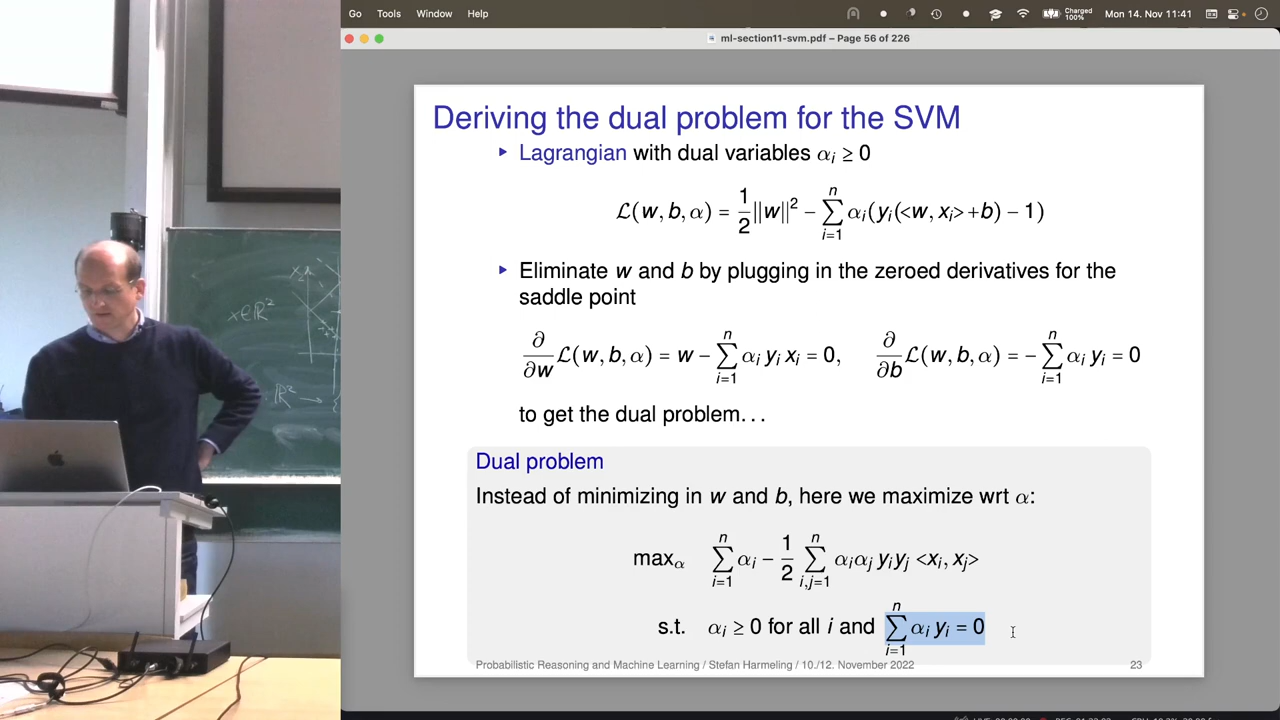 Go Tools Window Help Charged 100% Mon 14. Nov 11:41
ml-section11-svm.pdf – Page 56 of 226
Deriving the dual problem for the SVM
▸ Lagrangian with dual variables αᵢ ≥ 0
ℒ(w, b, α) = 1/2 ||w||² − ∑ᵢ₌₁ⁿ αᵢ(yᵢ(<w, xᵢ> + b) − 1)
▸ Eliminate w and b by plugging in the zeroed derivatives for the
saddle point
∂/∂w ℒ(w, b, α) = w − ∑ᵢ₌₁ⁿ αᵢ yᵢ xᵢ = 0, ∂/∂b ℒ(w, b, α) = − ∑ᵢ₌₁ⁿ αᵢ yᵢ = 0
to get the dual problem...
Dual problem
Instead of minimizing in w and b, here we maximize wrt α:
max_α ∑ᵢ₌₁ⁿ αᵢ − 1/2 ∑ᵢ,ⱼ₌₁ⁿ αᵢαⱼ yᵢyⱼ <xᵢ, xⱼ>
s.t. αᵢ ≥ 0 for all i and ∑ᵢ₌₁ⁿ αᵢ yᵢ = 0
Probabilistic Reasoning and Machine Learning / Stefan Harmeling / 10./12. November 2022 23
x∈ℝ²
ℝ² →